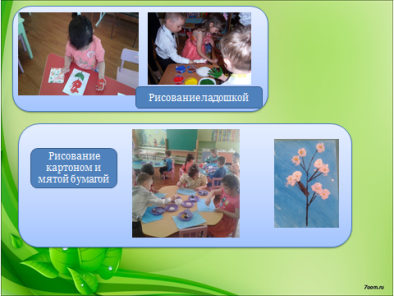 Рисование ладошкой
Рисование
картоном и
мятой бумагой
7oom.ru